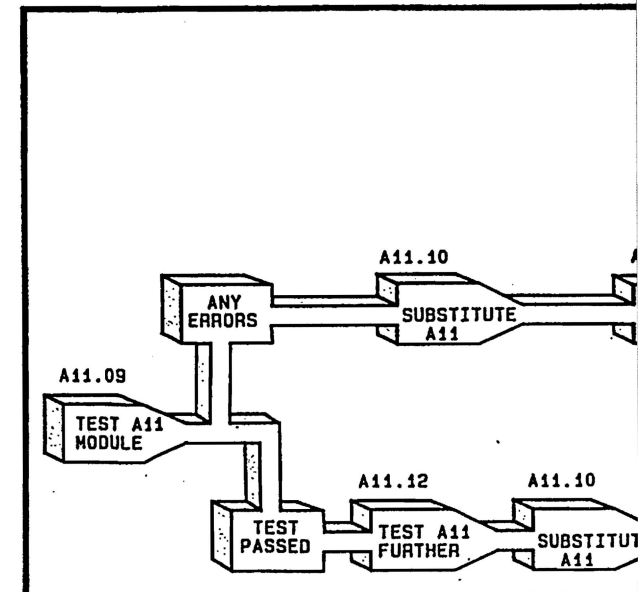 A11.10
ANY
ERRORS
SUBSTITUTE
A11
A11.09
TEST A11
MODULE
A11.12
A11.10
TEST
PASSED
TEST A11
FURTHER
SUBSTITUT
A11